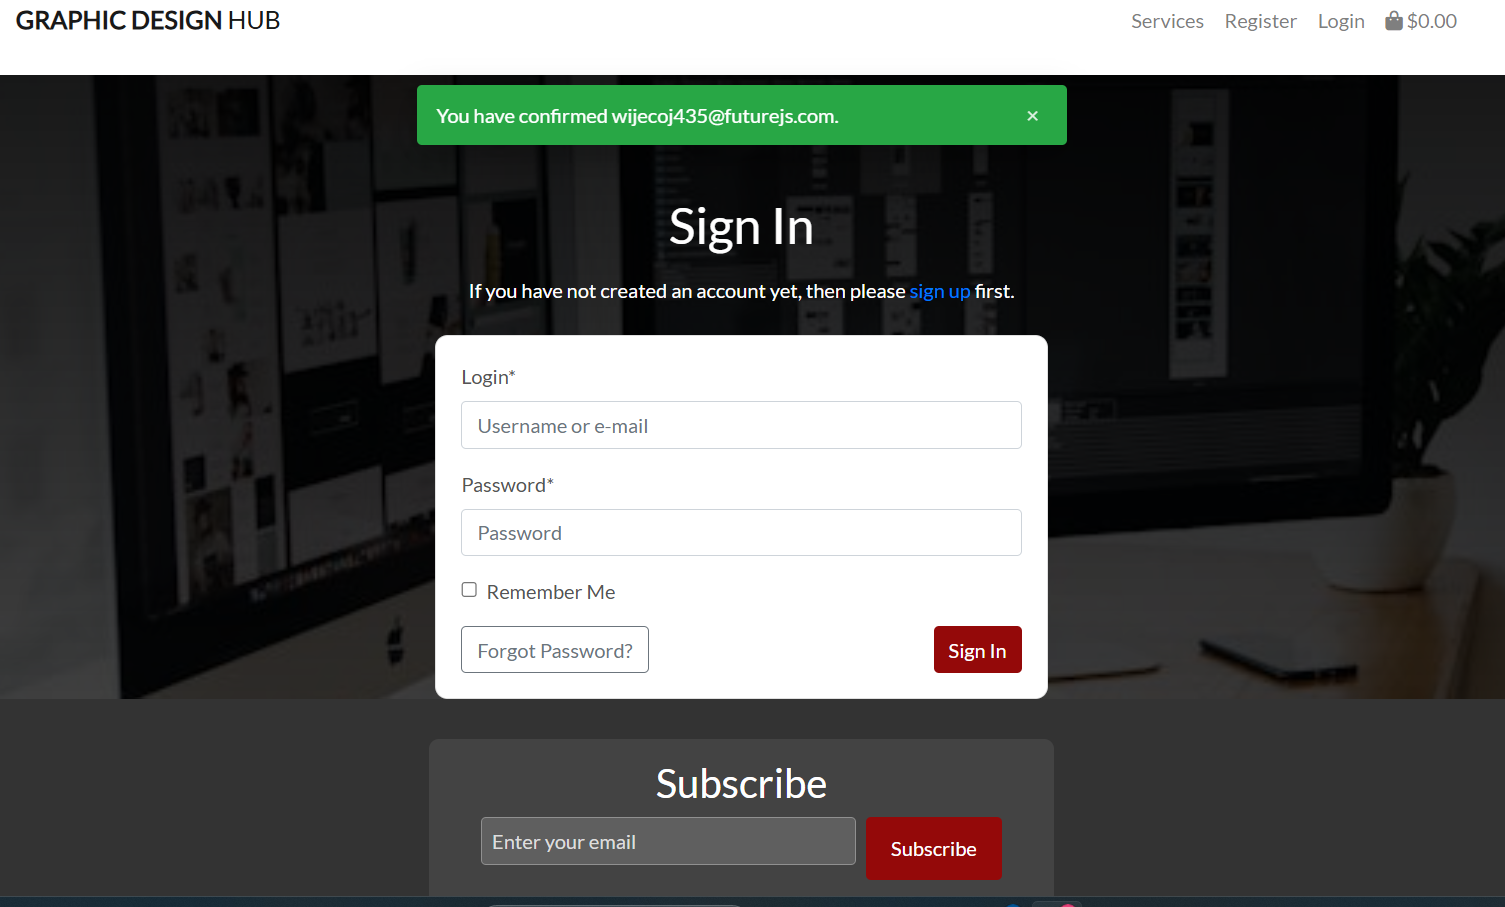 GRAPHIC DESIGN HUB
Services Register Login $0.00
You have confirmed wijecoj435@futurejs.com. ×
Sign In
If you have not created an account yet, then please sign up first.
Login*
Username or e-mail
Password*
Password
Remember Me
Forgot Password? Sign In
Subscribe
Enter your email Subscribe